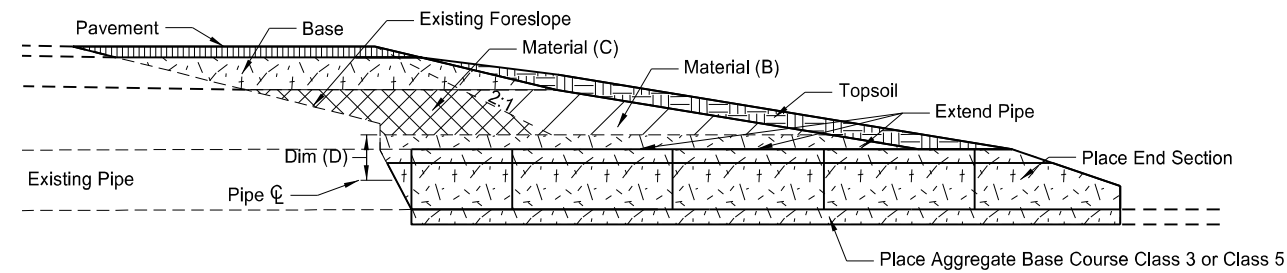 Pavement
Base
Existing Foreslope
Material (C)
Material (B)
2:1
Topsoil
Extend Pipe
Dim (D)
Place End Section
Existing Pipe
Pipe ℄
Place Aggregate Base Course Class 3 or Class 5